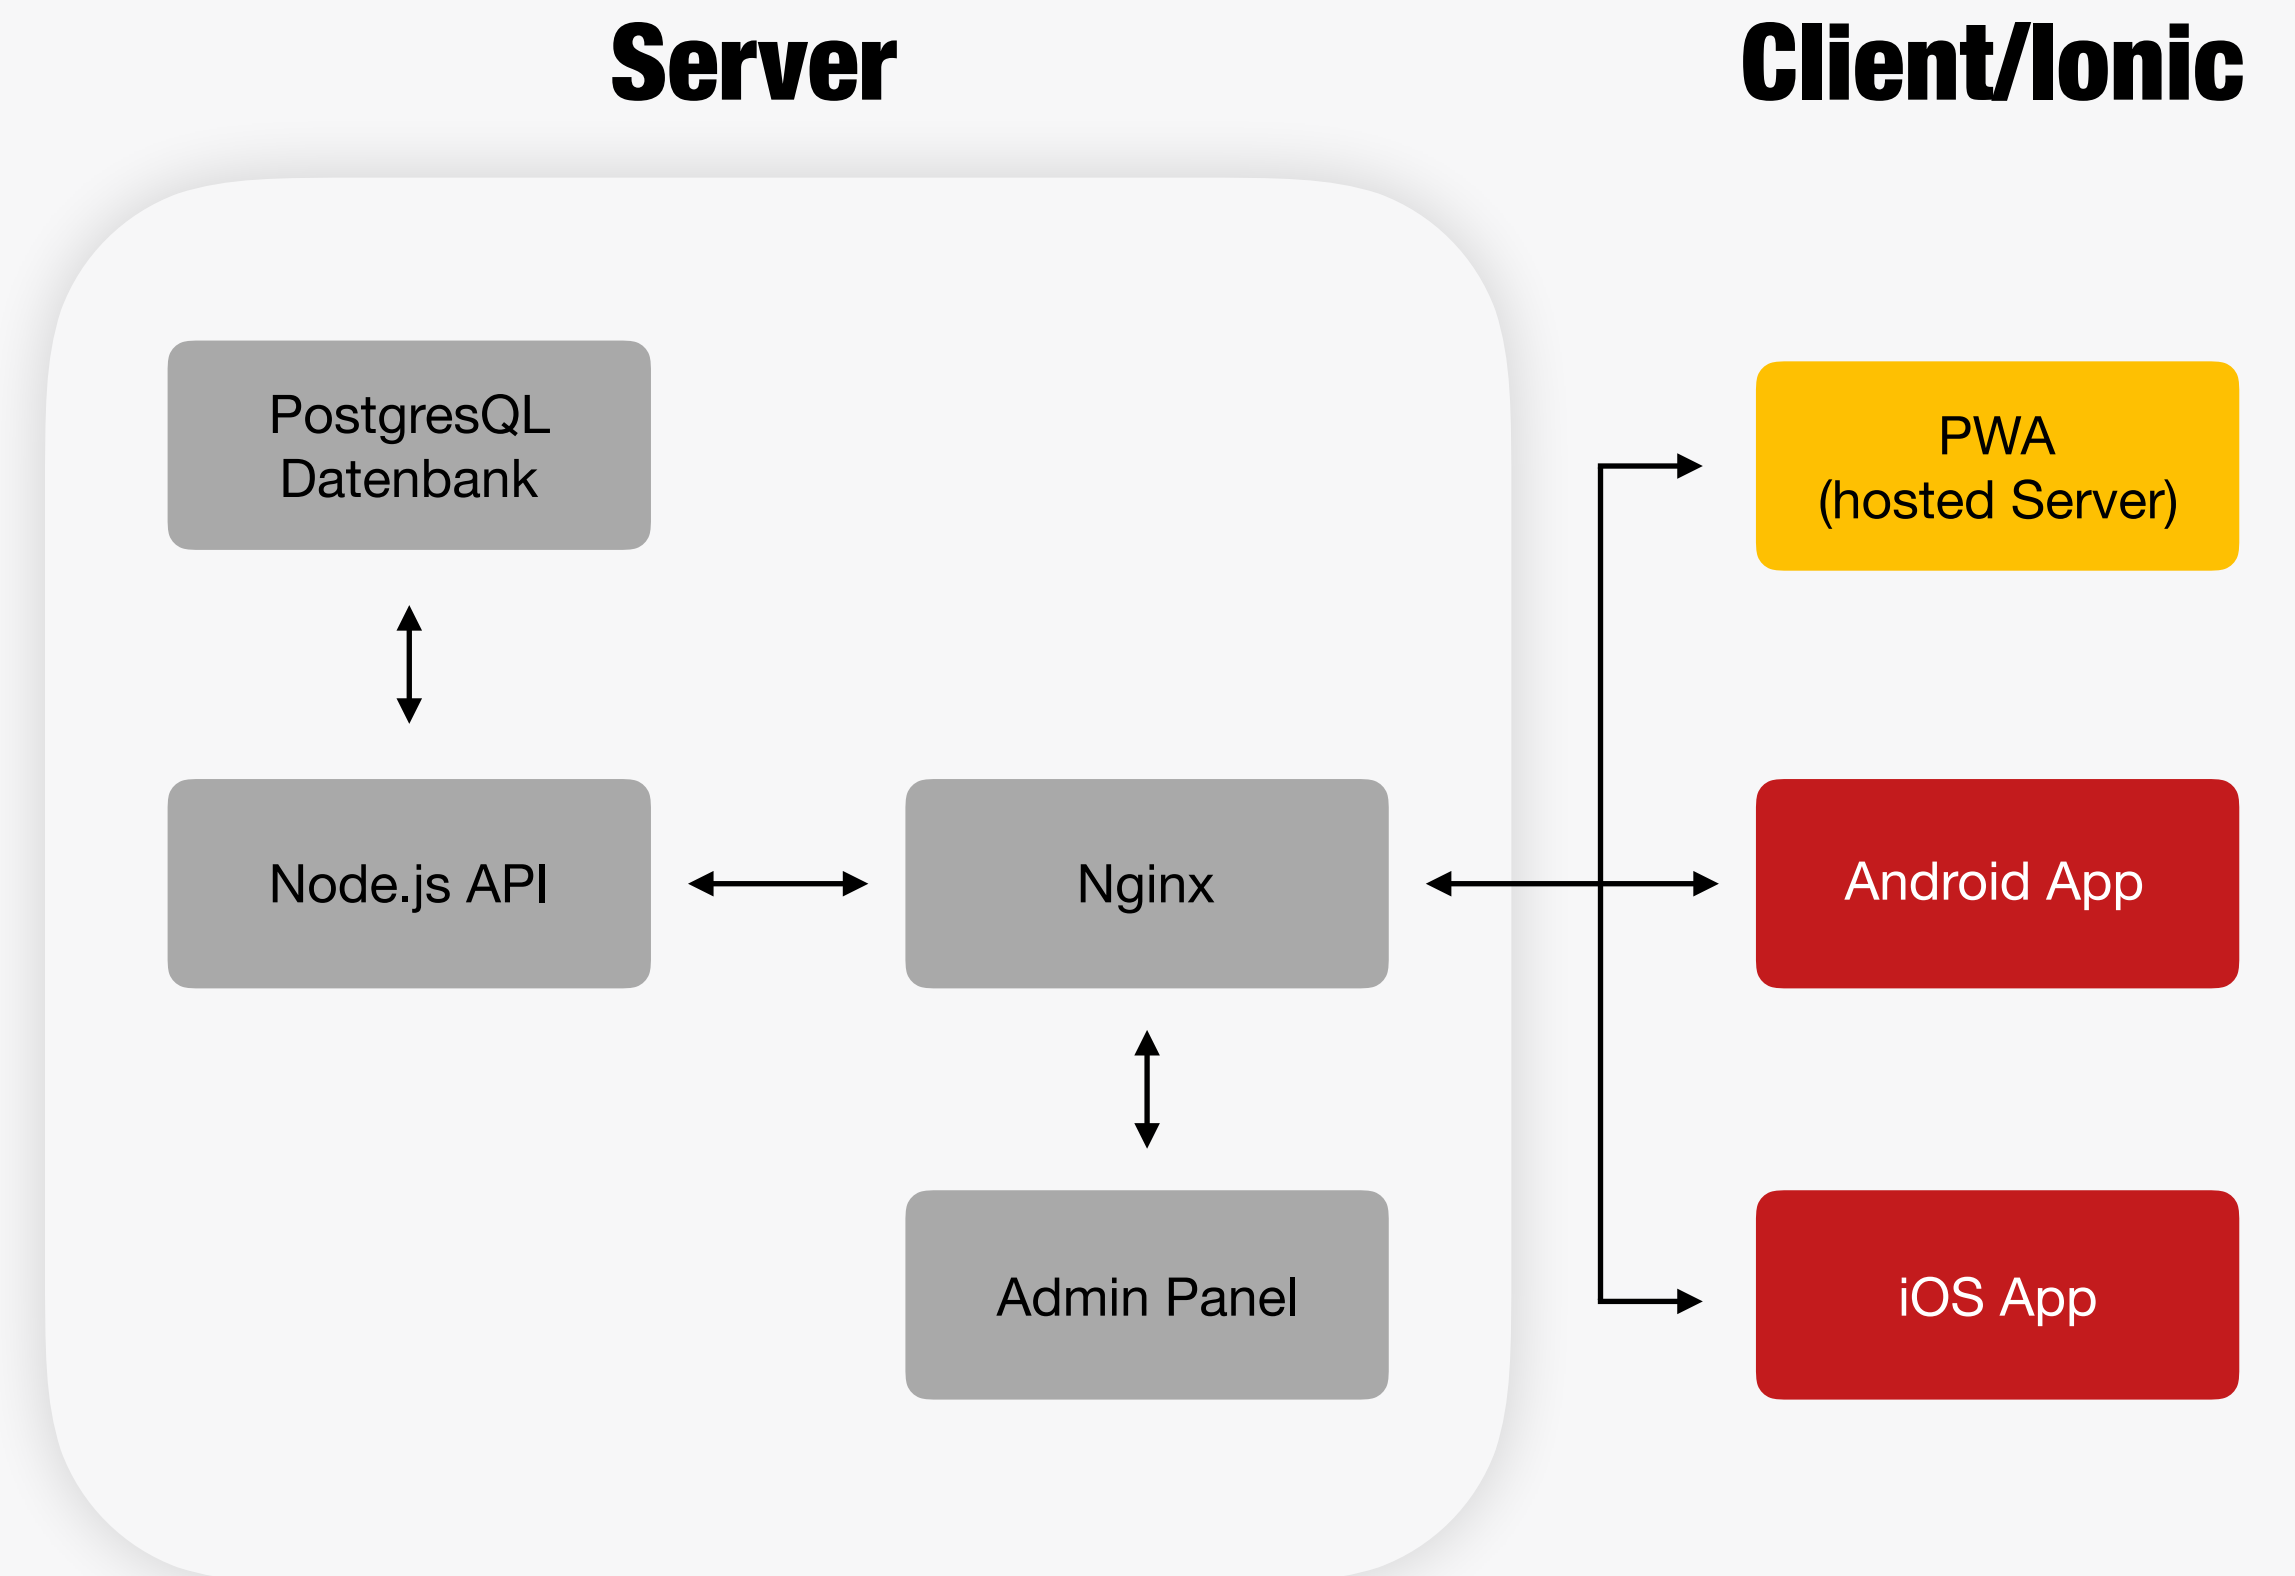 Server
Client/Ionic
PostgresQL
Datenbank
PWA
(hosted Server)
Node.js API
Nginx
Android App
Admin Panel
iOS App